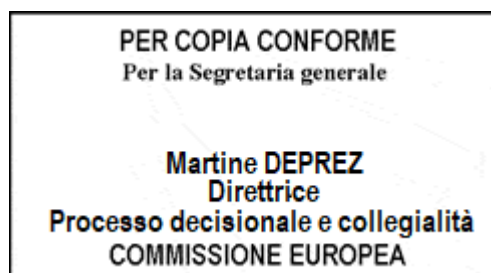 PER COPIA CONFORME
Per la Segretaria generale
Martine DEPREZ
Direttrice
Processo decisionale e collegialità
COMMISSIONE EUROPEA